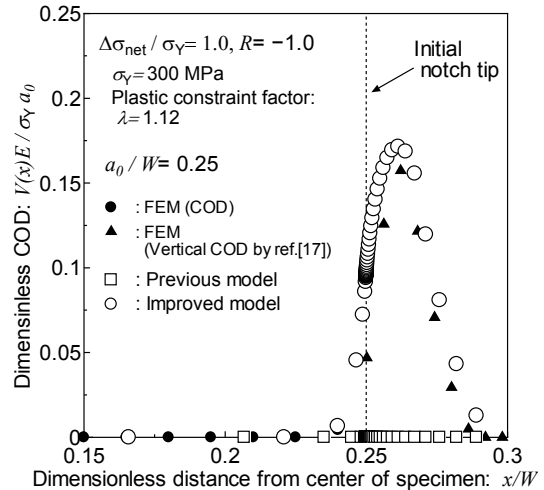 Δσnet / σY = 1.0, R = −1.0
σY = 300 MPa
Plastic constraint factor:
λ = 1.12
a0 / W = 0.25
● : FEM (COD)
▲ : FEM
(Vertical COD by ref.[17])
□ : Previous model
○ : Improved model
Initial
notch tip
Dimensinless COD: V(x)E / σY a0
0.25
0.2
0.15
0.1
0.05
0
0.15 0.2 0.25 0.3
Dimensionless distance from center of specimen: x/W